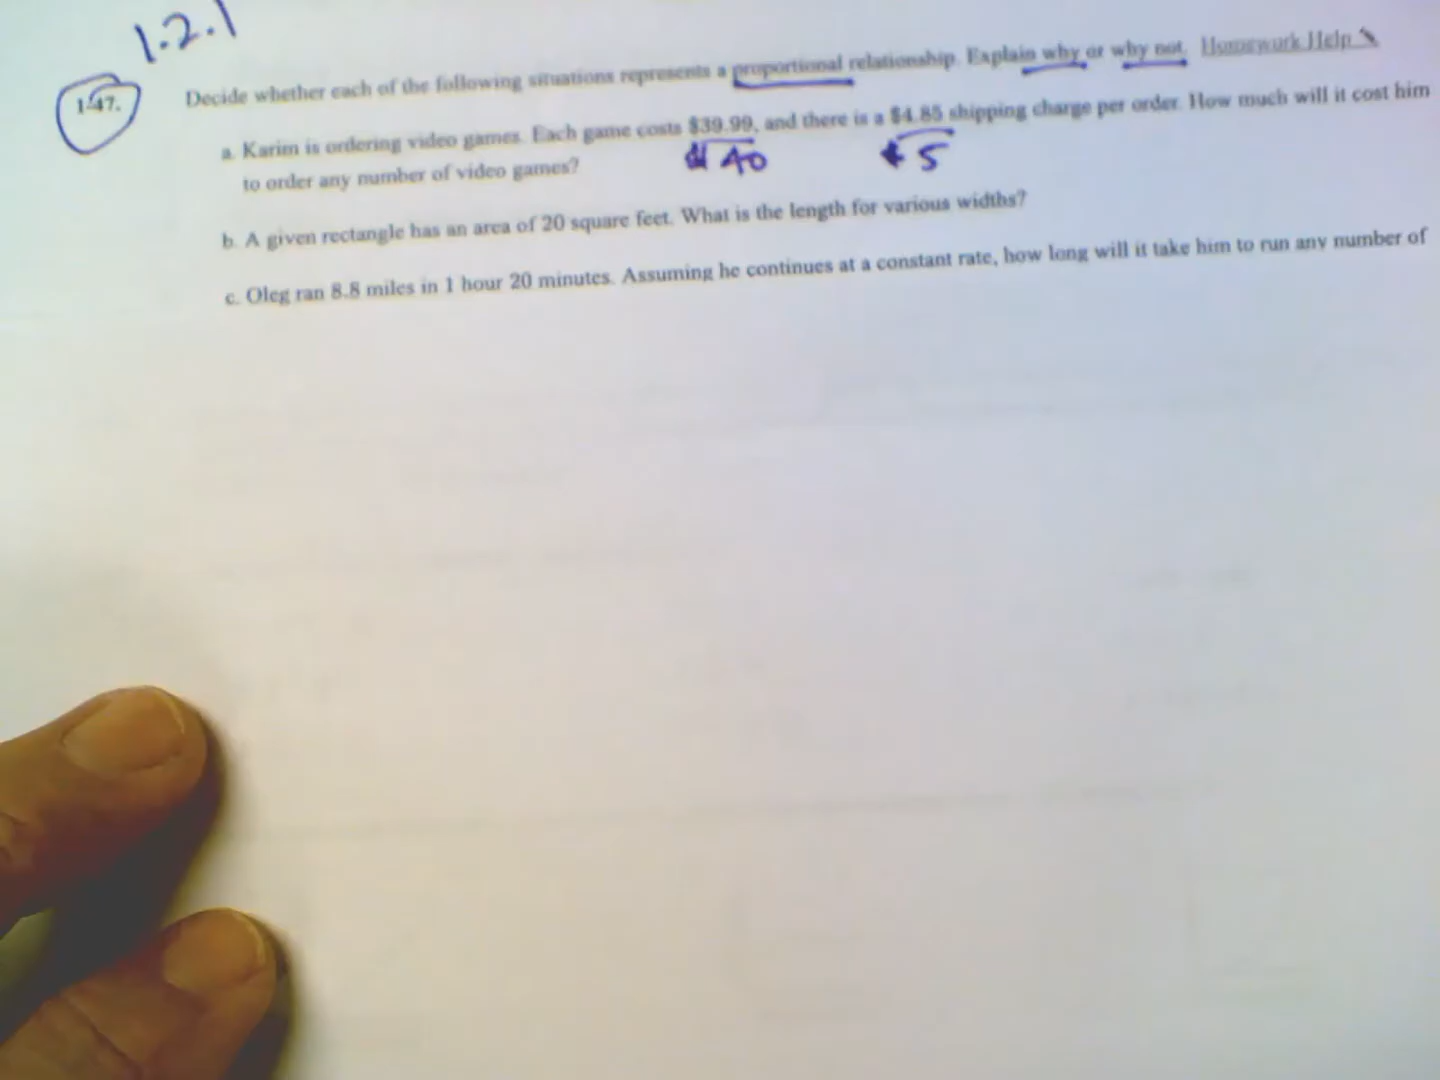 1.2.1
1-47. Decide whether each of the following situations represents a proportional relationship. Explain why or why not. Homework Help ✎
a. Karim is ordering video games. Each game costs $39.99, and there is a $4.85 shipping charge per order. How much will it cost him
to order any number of video games?
$40 $5
b. A given rectangle has an area of 20 square feet. What is the length for various widths?
c. Oleg ran 8.8 miles in 1 hour 20 minutes. Assuming he continues at a constant rate, how long will it take him to run any number of